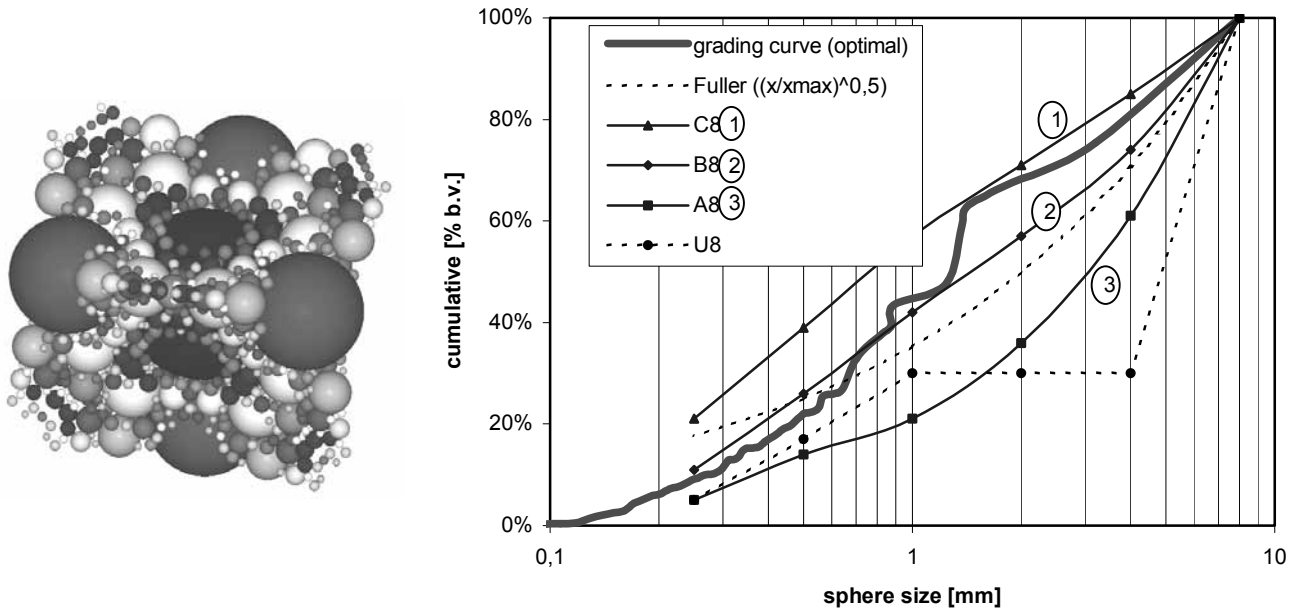 100%
80%
60%
40%
20%
0%
cumulative [% b.v.]
grading curve (optimal)
Fuller ((x/xmax)^0,5)
C8 1
B8 2
A8 3
U8
1
2
3
0,1
1
10
sphere size [mm]